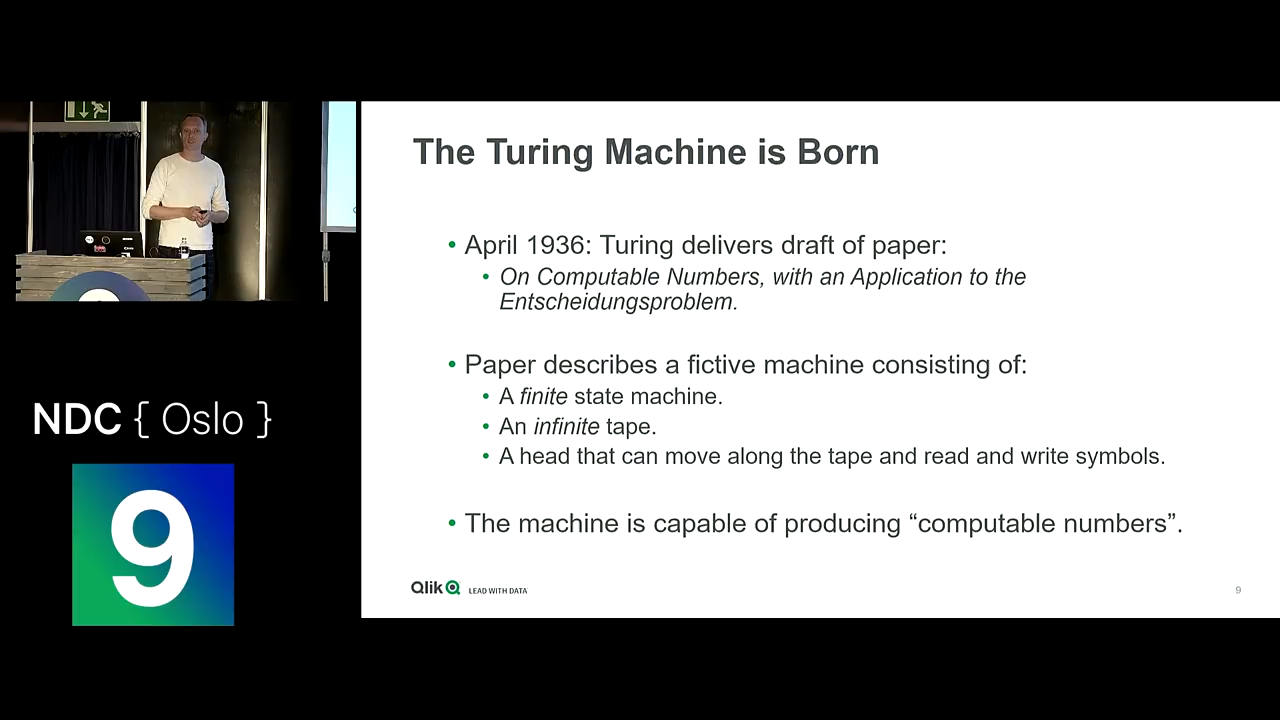 The Turing Machine is Born
• April 1936: Turing delivers draft of paper:
• On Computable Numbers, with an Application to the
Entscheidungsproblem.
• Paper describes a fictive machine consisting of:
• A finite state machine.
• An infinite tape.
• A head that can move along the tape and read and write symbols.
• The machine is capable of producing “computable numbers”.
Qlik LEAD WITH DATA
9
NDC { Oslo }
9